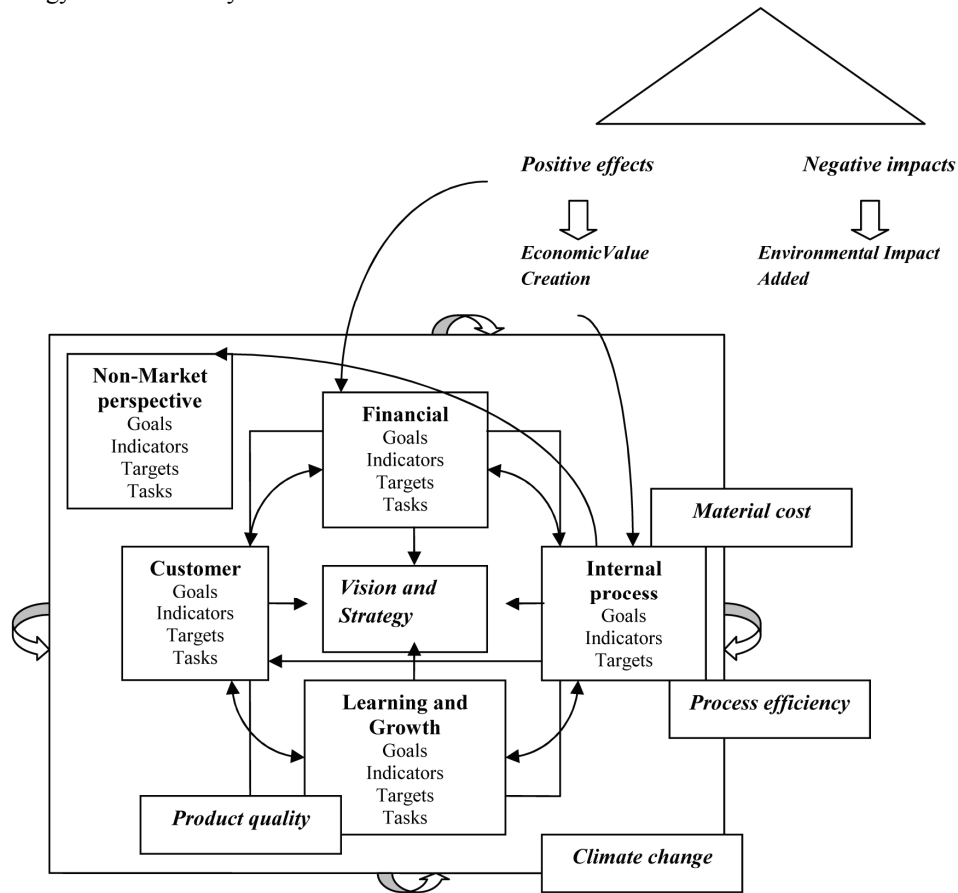 Positive effects
Negative impacts
EconomicValue
Creation
Environmental Impact
Added
Non-Market
perspective
Goals
Indicators
Targets
Tasks
Financial
Goals
Indicators
Targets
Tasks
Material cost
Customer
Goals
Indicators
Targets
Tasks
Vision and
Strategy
Internal
process
Goals
Indicators
Targets
Process efficiency
Learning and
Growth
Goals
Indicators
Targets
Tasks
Product quality
Climate change